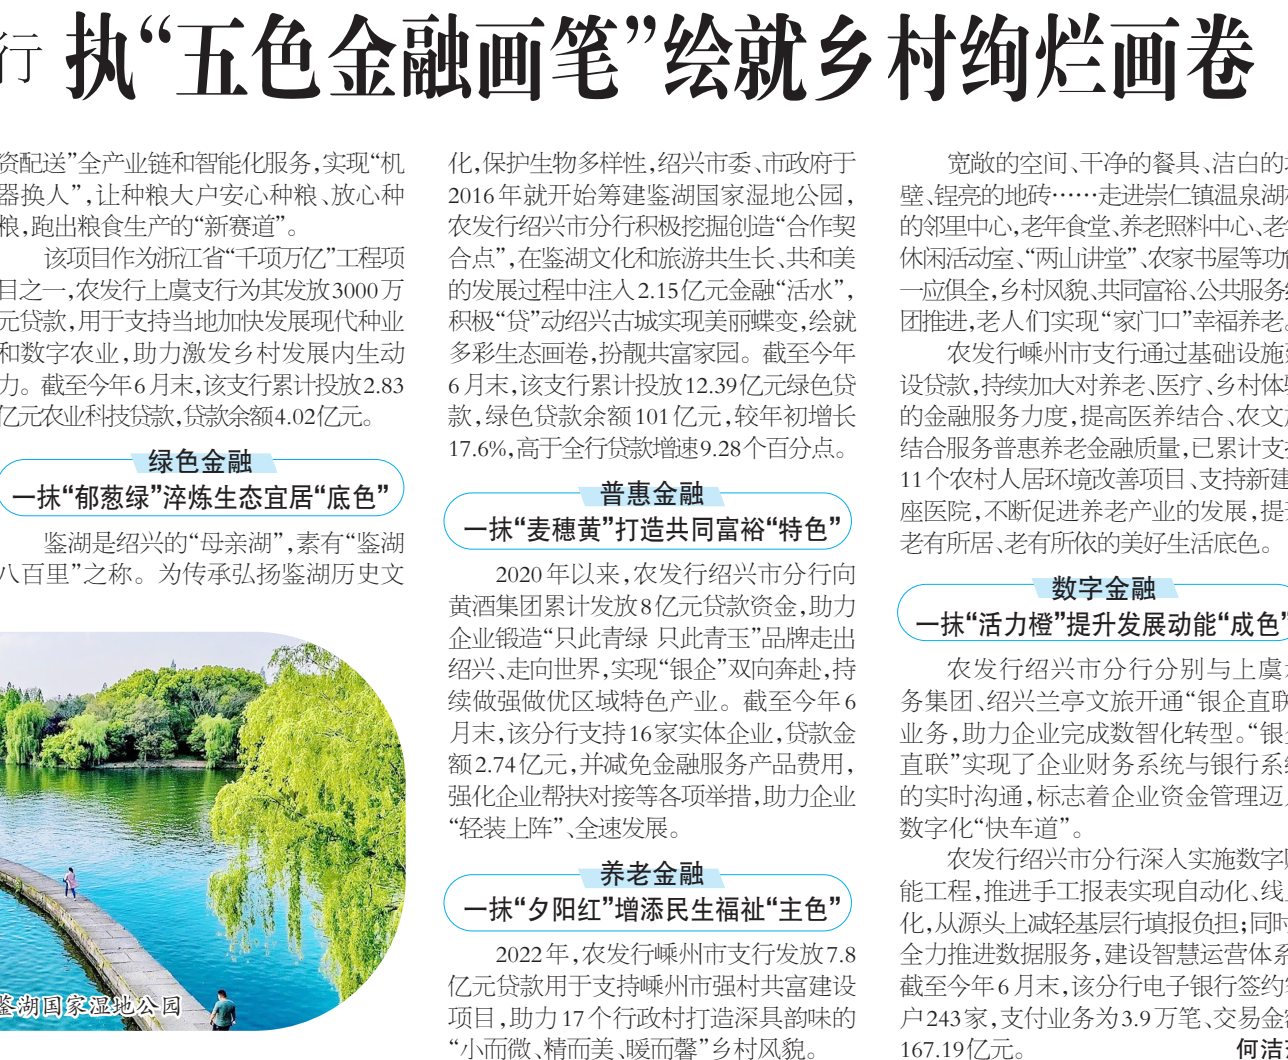 行 执“五色金融画笔”绘就乡村绚烂画卷
资配送”全产业链和智能化服务,实现“机
器换人”,让种粮大户安心种粮、放心种
粮,跑出粮食生产的“新赛道”。
该项目作为浙江省“千项万亿”工程项
目之一,农发行上虞支行为其发放3000万
元贷款,用于支持当地加快发展现代种业
和数字农业,助力激发乡村发展内生动
力。截至今年6月末,该支行累计投放2.83
亿元农业科技贷款,贷款余额4.02亿元。
绿色金融
一抹“郁葱绿”淬炼生态宜居“底色”
鉴湖是绍兴的“母亲湖”,素有“鉴湖
八百里”之称。为传承弘扬鉴湖历史文
鉴湖国家湿地公园
化,保护生物多样性,绍兴市委、市政府于
2016年就开始筹建鉴湖国家湿地公园,
农发行绍兴市分行积极挖掘创造“合作契
合点”,在鉴湖文化和旅游共生长、共和美
的发展过程中注入2.15亿元金融“活水”,
积极“贷”动绍兴古城实现美丽蝶变,绘就
多彩生态画卷,扮靓共富家园。截至今年
6月末,该支行累计投放12.39亿元绿色贷
款,绿色贷款余额101亿元,较年初增长
17.6%,高于全行贷款增速9.28个百分点。
普惠金融
一抹“麦穗黄”打造共同富裕“特色”
2020年以来,农发行绍兴市分行向
黄酒集团累计发放8亿元贷款资金,助力
企业锻造“只此青绿 只此青玉”品牌走出
绍兴、走向世界,实现“银企”双向奔赴,持
续做强做优区域特色产业。截至今年6
月末,该分行支持16家实体企业,贷款金
额2.74亿元,并减免金融服务产品费用,
强化企业帮扶对接等各项举措,助力企业
“轻装上阵”、全速发展。
养老金融
一抹“夕阳红”增添民生福祉“主色”
2022年,农发行嵊州市支行发放7.8
亿元贷款用于支持嵊州市强村共富建设
项目,助力17个行政村打造深具韵味的
“小而微、精而美、暖而馨”乡村风貌。
宽敞的空间、干净的餐具、洁白的
壁、锃亮的地砖……走进崇仁镇温泉湖
的邻里中心,老年食堂、养老照料中心、老
休闲活动室、“两山讲堂”、农家书屋等功
一应俱全,乡村风貌、共同富裕、公共服务
团推进,老人们实现“家门口”幸福养老。
农发行嵊州市支行通过基础设施
设贷款,持续加大对养老、医疗、乡村体
的金融服务力度,提高医养结合、农文
结合服务普惠养老金融质量,已累计支
11个农村人居环境改善项目、支持新建
座医院,不断促进养老产业的发展,提
老有所居、老有所依的美好生活底色。
数字金融
一抹“活力橙”提升发展动能“成色”
农发行绍兴市分行分别与上虞
务集团、绍兴兰亭文旅开通“银企直联
业务,助力企业完成数智化转型。“银
直联”实现了企业财务系统与银行系
的实时沟通,标志着企业资金管理迈
数字化“快车道”。
农发行绍兴市分行深入实施数字
能工程,推进手工报表实现自动化、线
化,从源头上减轻基层行填报负担;同时
全力推进数据服务,建设智慧运营体系
截至今年6月末,该分行电子银行签约
户243家,支付业务为3.9万笔、交易金
167.19亿元。 何洁